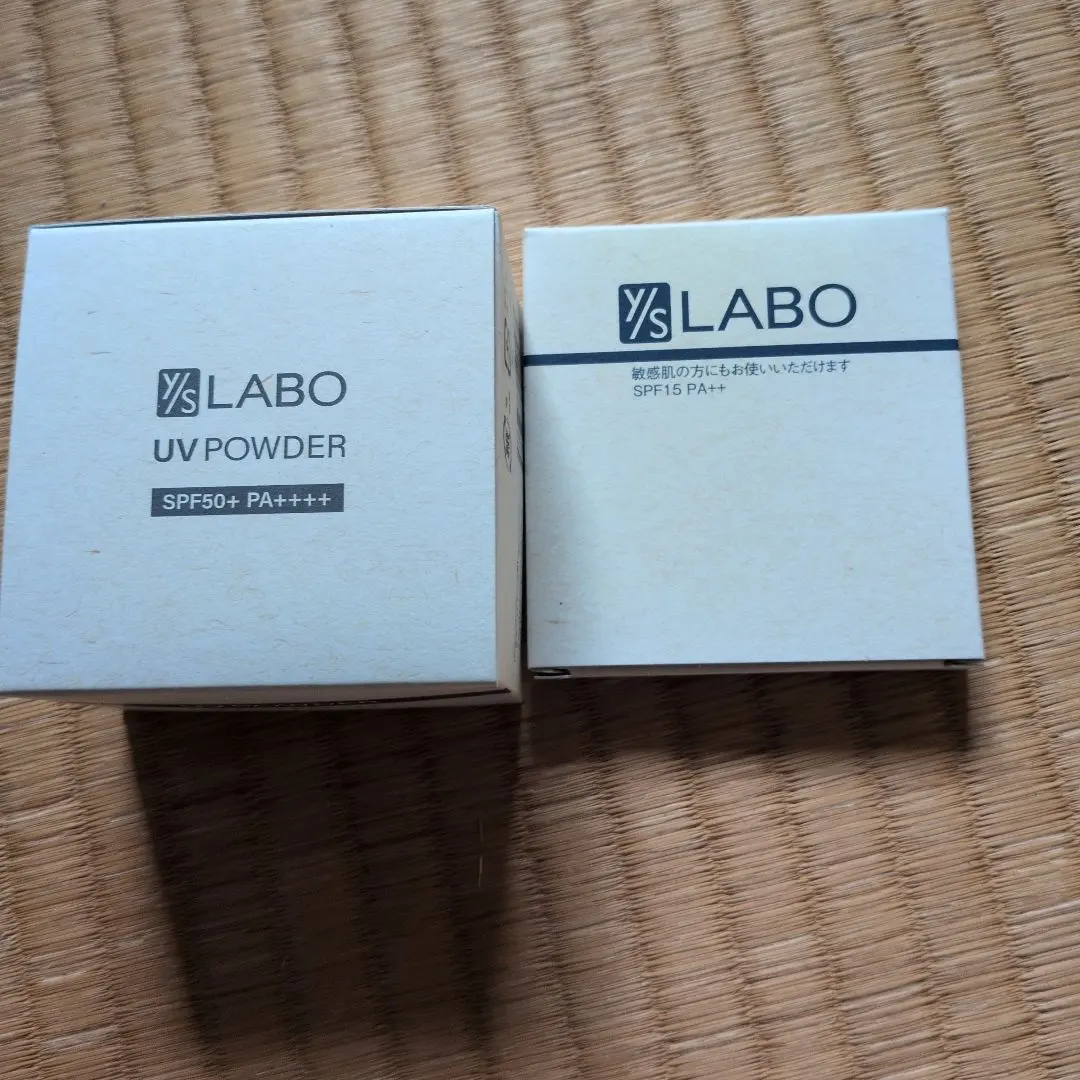 Y/S LABO
UV POWDER
SPF50+ PA++++
Y/S LABO
敏感肌の方にもお使いいただけます
SPF15 PA++